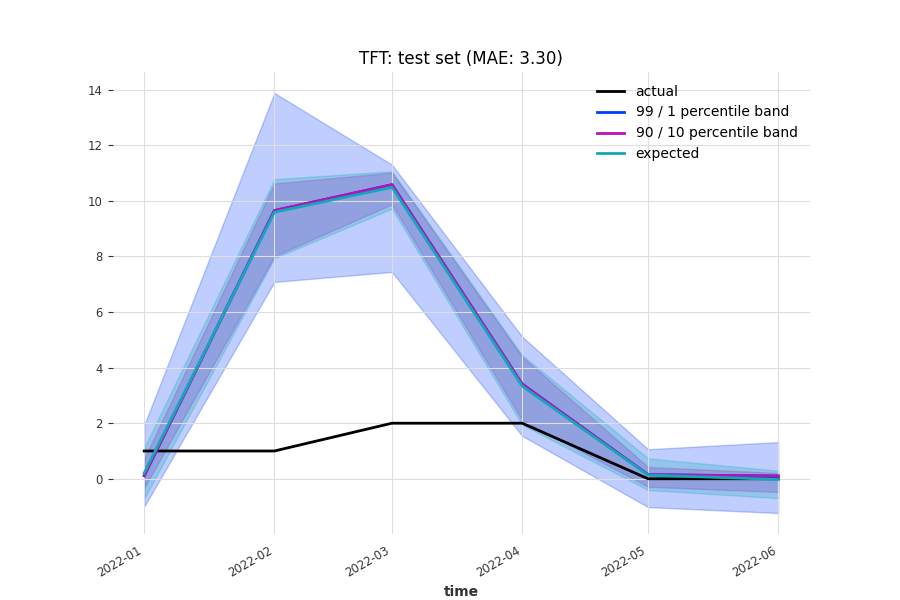 TFT: test set (MAE: 3.30)
actual
99 / 1 percentile band
90 / 10 percentile band
expected
14
12
10
8
6
4
2
0
2022-01
2022-02
2022-03
2022-04
2022-05
2022-06
time